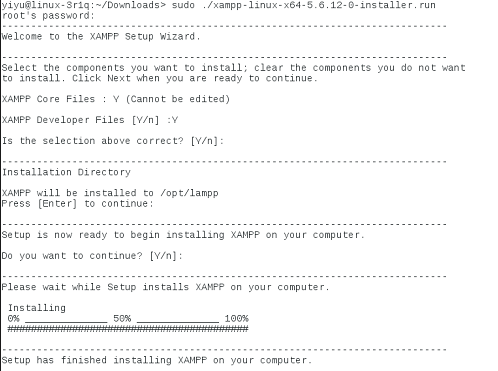 yiyu@linux-3r1q:~/Downloads> sudo ./xampp-linux-x64-5.6.12-0-installer.run
root's password:
----------------------------------------------------------------------------
Welcome to the XAMPP Setup Wizard.
----------------------------------------------------------------------------
Select the components you want to install; clear the components you do not want
to install. Click Next when you are ready to continue.
XAMPP Core Files : Y (Cannot be edited)
XAMPP Developer Files [Y/n] :Y
Is the selection above correct? [Y/n]:
----------------------------------------------------------------------------
Installation Directory
XAMPP will be installed to /opt/lampp
Press [Enter] to continue:
----------------------------------------------------------------------------
Setup is now ready to begin installing XAMPP on your computer.
Do you want to continue? [Y/n]:
----------------------------------------------------------------------------
Please wait while Setup installs XAMPP on your computer.
Installing
0% ______________ 50% ______________ 100%
#########################################
----------------------------------------------------------------------------
Setup has finished installing XAMPP on your computer.